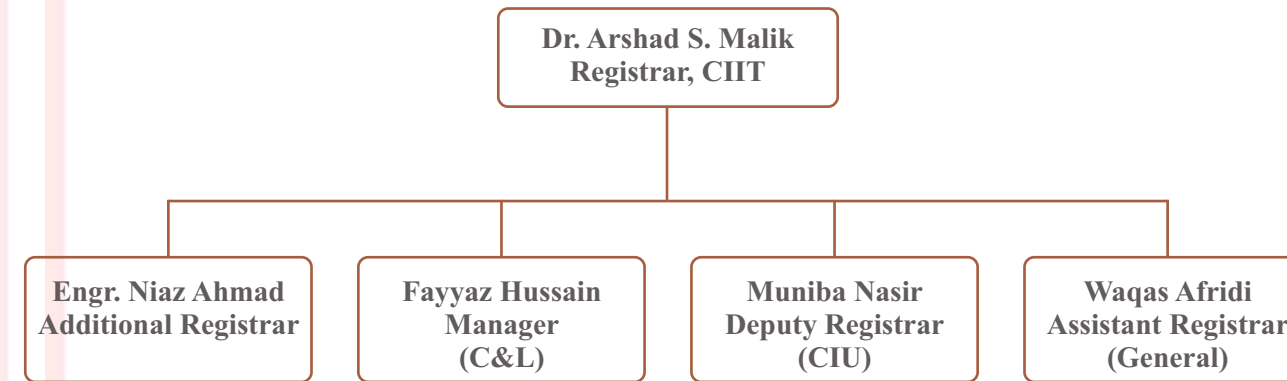 Dr. Arshad S. Malik
Registrar, CIIT
Engr. Niaz Ahmad
Additional Registrar
Fayyaz Hussain
Manager
(C&L)
Muniba Nasir
Deputy Registrar
(CIU)
Waqas Afridi
Assistant Registrar
(General)